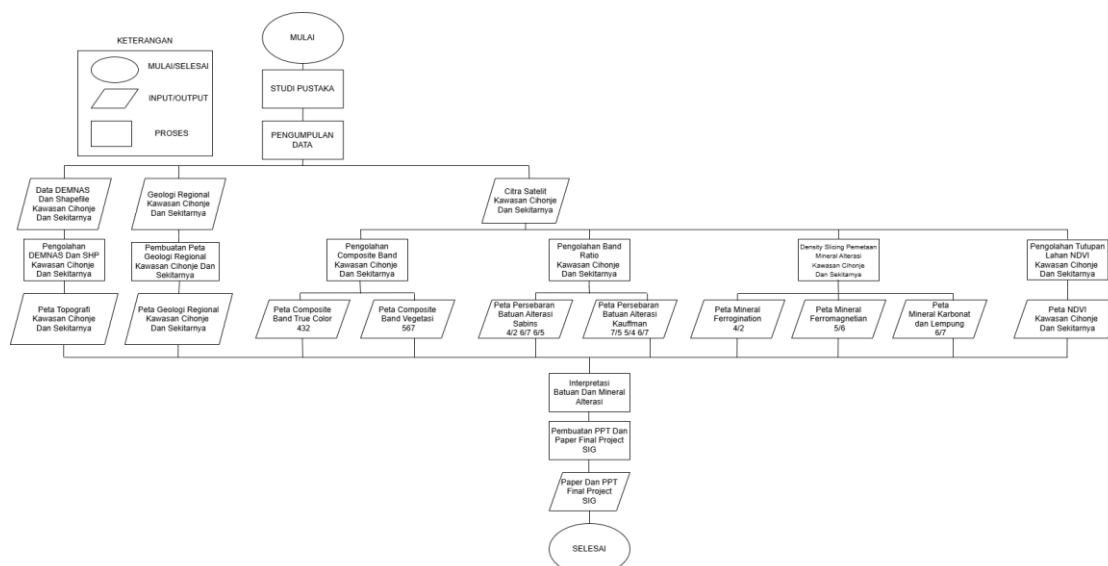 KETERANGAN
MULAI/SELESAI
INPUT/OUTPUT
PROSES
MULAI
STUDI PUSTAKA
PENGUMPULAN
DATA
Data DEMNAS
Dan Shapefile
Kawasan Cihonje
Dan Sekitarnya
Geologi Regional
Kawasan Cihonje
Dan Sekitarnya
Citra Satelit
Kawasan Cihonje
Dan Sekitarnya
Pengolahan
DEMNAS Dan SHP
Kawasan Cihonje
Dan Sekitarnya
Pembuatan Peta
Geologi Regional
Kawasan Cihonje Dan
Sekitarnya
Pengolahan
Composite Band
Kawasan Cihonje
Dan Sekitarnya
Pengolahan Band
Ratio
Kawasan Cihonje
Dan Sekitarnya
Density Slicing Pemetaan
Mineral Alterasi
Kawasan Cihonje
Dan Sekitarnya
Pengolahan Tutupan
Lahan NDVI
Kawasan Cihonje
Dan Sekitarnya
Peta Topografi
Kawasan Cihonje
Dan Sekitarnya
Peta Geologi Regional
Kawasan Cihonje
Dan Sekitarnya
Peta Composite
Band True Color
432
Peta Composite
Band Vegetasi
567
Peta Persebaran
Batuan Alterasi
Sabins
4/2 6/7 6/5
Peta Persebaran
Batuan Alterasi
Kauffman
7/5 5/4 6/7
Peta Mineral
Ferrogination
4/2
Peta Mineral
Ferromagnetian
5/6
Peta
Mineral Karbonat
dan Lempung
6/7
Peta NDVI
Kawasan Cihonje
Dan Sekitarnya
Interpretasi
Batuan Dan Mineral
Alterasi
Pembuatan PPT Dan
Paper Final Project
SIG
Paper Dan PPT
Final Project
SIG
SELESAI